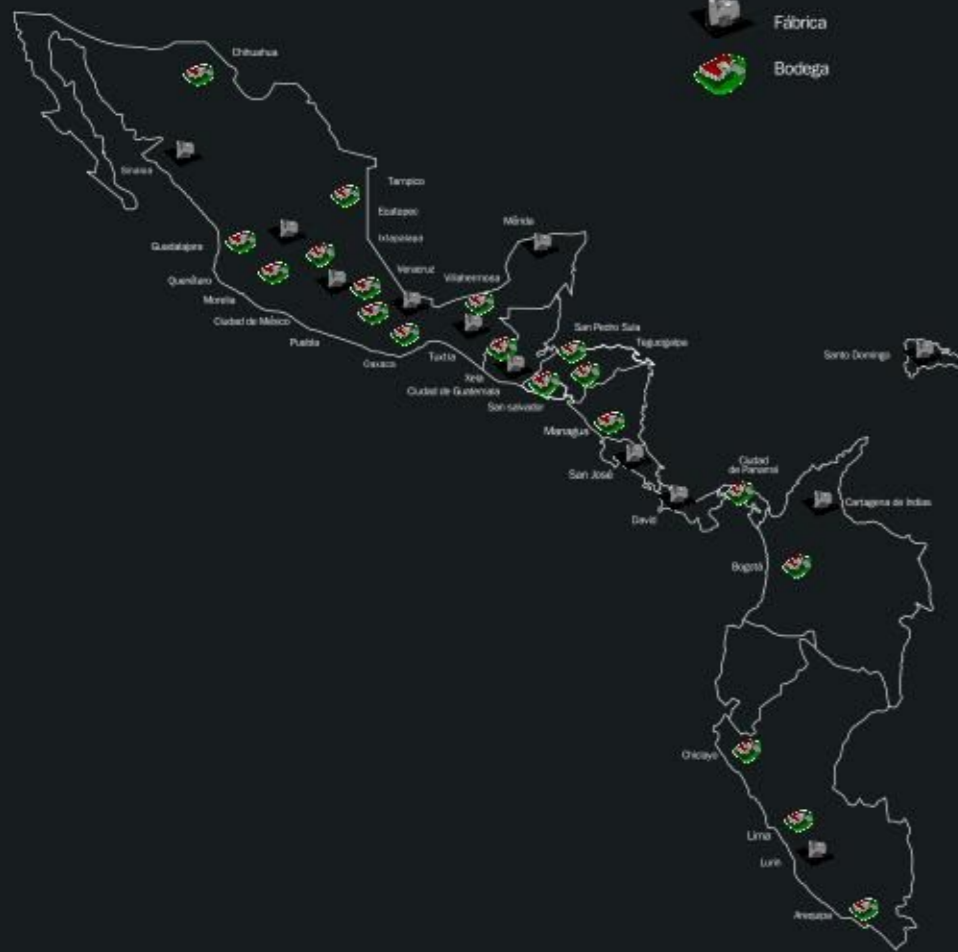 Fábrica
Bodega
Chihuahua
Sinaloa
Tampico
Ecatepec
Ixtapalapa
Guadalajara
Mérida
Veracruz
Villahermosa
Querétaro
Morelia
Ciudad de México
Puebla
Oaxaca
Tuxtla
Xela
Ciudad de Guatemala
San salvador
San Pedro Sula
Tegucigalpa
Santo Domingo
Managua
San José
Ciudad
de Panamá
David
Cartagena de Indias
Bogotá
Chiclayo
Lima
Lurin
Arequipa